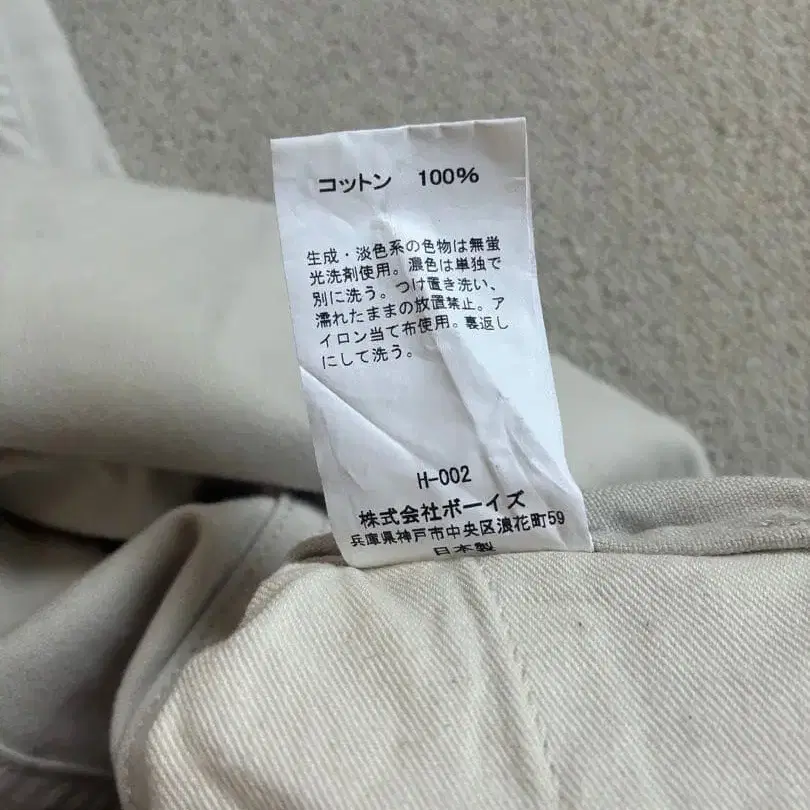 コットン 100%
生成・淡色系の色物は無蛍
光洗剤使用。濃色は単独で
別に洗う。つけ置き洗い、
濡れたままの放置禁止。ア
イロン当て布使用。裏返し
にして洗う。
H-002
株式会社ボーイズ
兵庫県神戸市中央区浪花町59
日本製